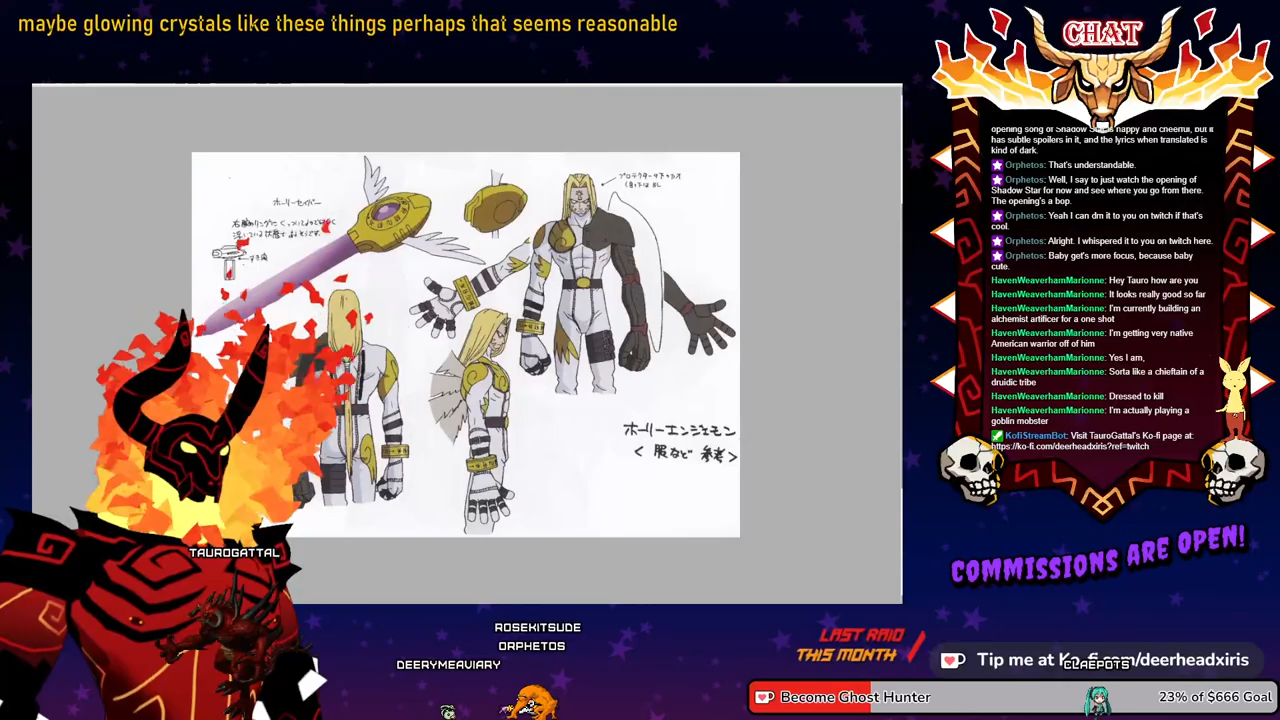 maybe glowing crystals like these things perhaps that seems reasonable
CHAT
opening song of Shadow Star is happy and cheerful, but it
has subtle spoilers in it, and the lyrics when translated is
kind of dark.
Orphetos: That's understandable.
Orphetos: Well, I say to just watch the opening of
Shadow Star for now and see where you go from there.
The opening's a bop.
Orphetos: Yeah I can dm it to you on twitch if that's
cool.
Orphetos: Alright. I whispered it to you on twitch here.
Orphetos: Baby get's more focus, because baby
cute.
HavenWeaverhamMarionne: Hey Tauro how are you
HavenWeaverhamMarionne: It looks really good so far
HavenWeaverhamMarionne: I'm currently building an
alchemist artificer for a one shot
HavenWeaverhamMarionne: I'm getting very native
American warrior off of him
HavenWeaverhamMarionne: Yes I am,
HavenWeaverhamMarionne: Sorta like a chieftain of a
druidic tribe
HavenWeaverhamMarionne: Dressed to kill
HavenWeaverhamMarionne: I'm actually playing a
goblin mobster
KofiStreamBot: Visit TauroGattal's Ko-fi page at:
https://ko-fi.com/deerheadxiris?ref=twitch
ホーリーセイバー
ホーリーエンジェモン
< 服など 参考 >
TAUROGATTAL
COMMISSIONS ARE OPEN!
ROSEKITSUDE
ORPHETOS
DEERYMEAVIARY
LAST RAID
THIS MONTH
Tip me at Ko-fi.com/deerheadxiris
CLAEPOTS
Become Ghost Hunter
23% of $666 Goal